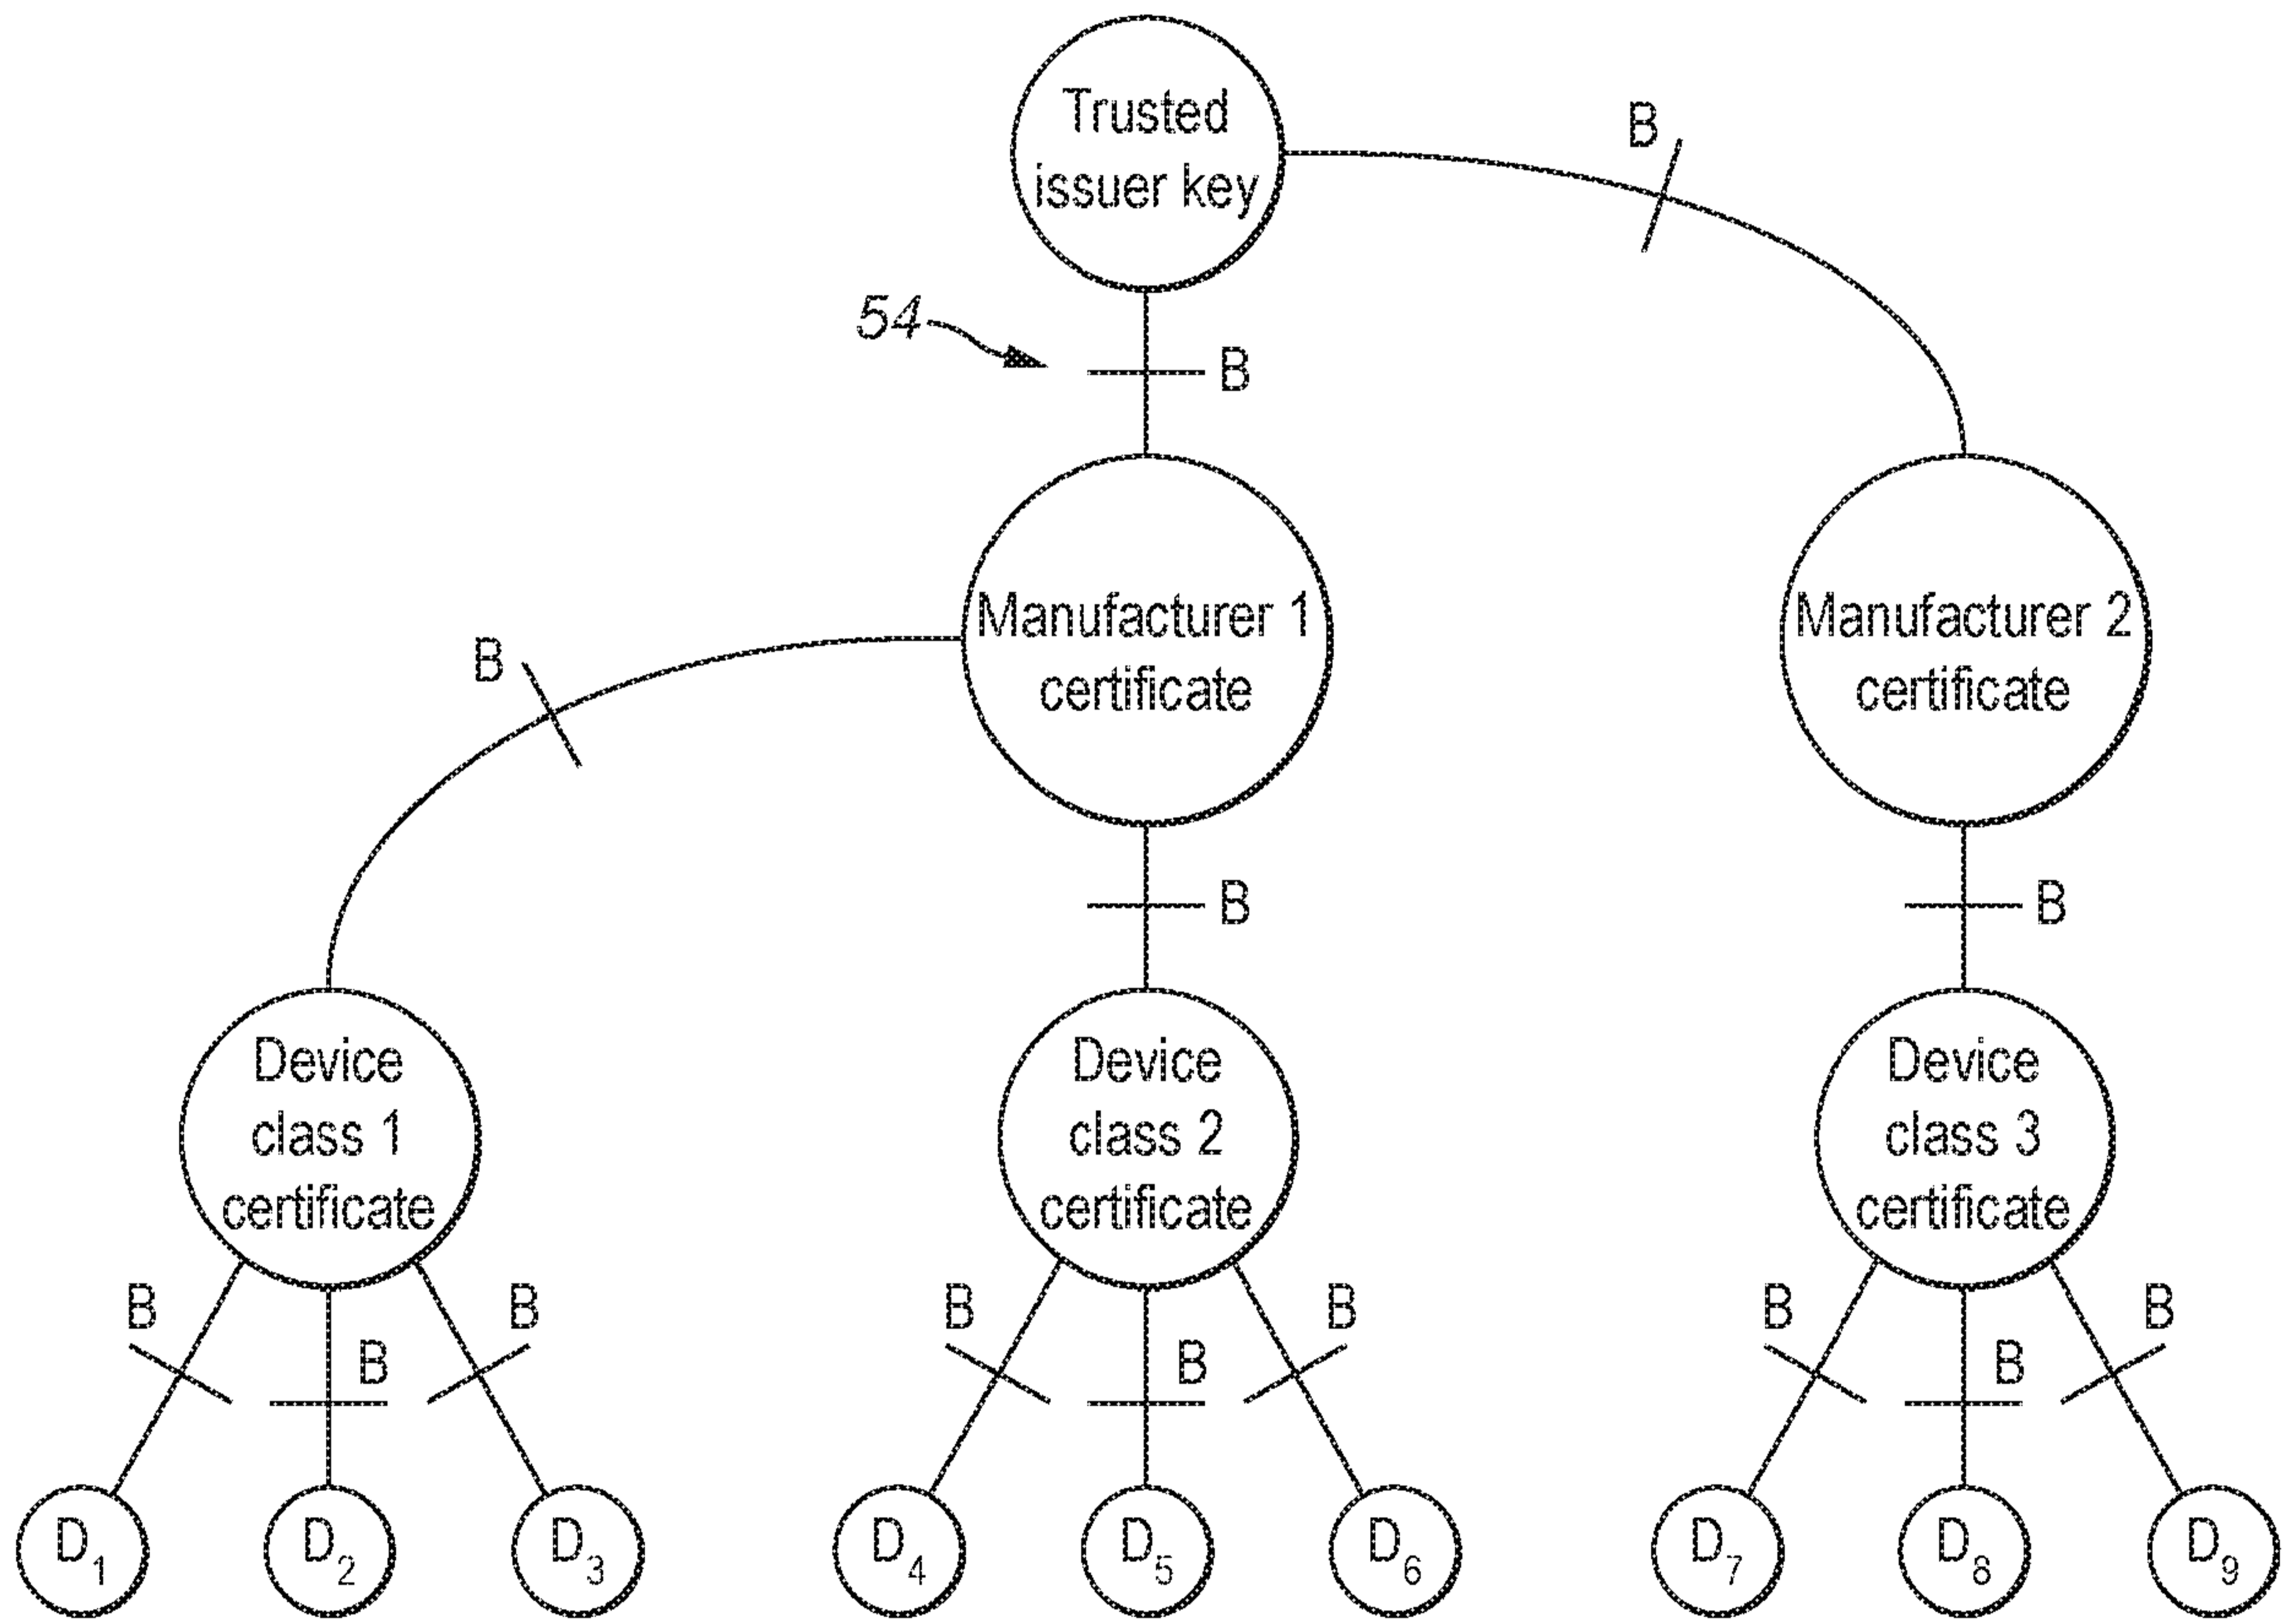 Trusted
issuer key
B
54
B
Manufacturer 1
certificate
Manufacturer 2
certificate
B
B
B
Device
class 1
certificate
Device
class 2
certificate
Device
class 3
certificate
B
B
B
B
B
B
B
B
B
D1
D2
D3
D4
D5
D6
D7
D8
D9